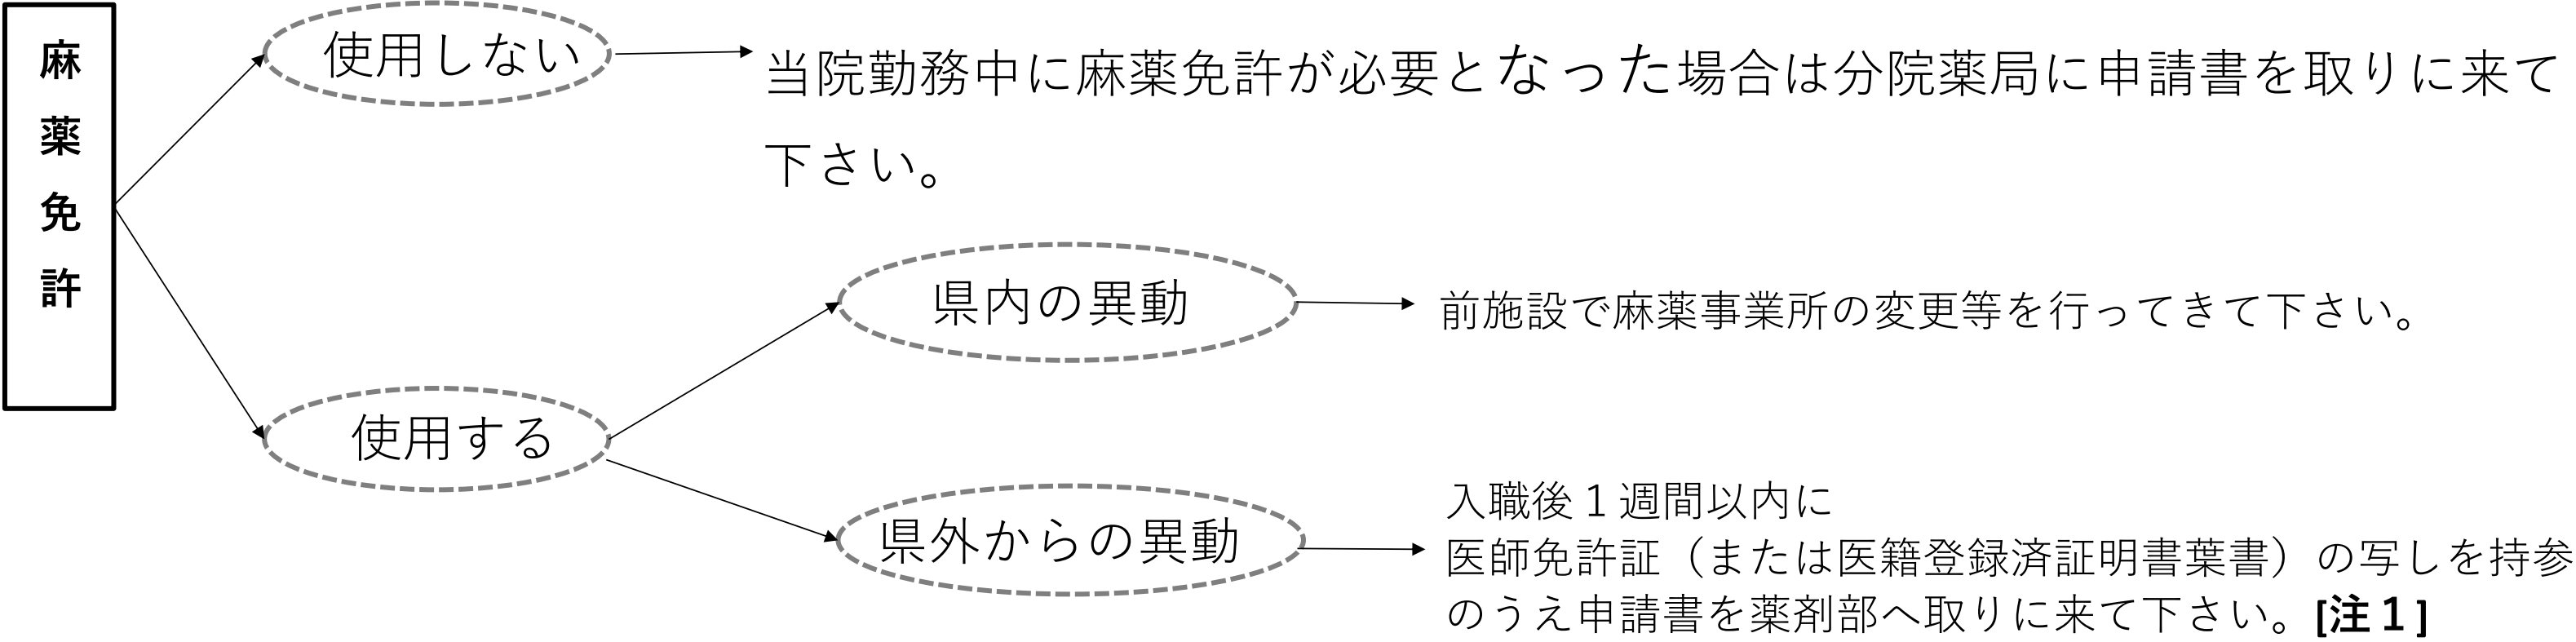 麻薬免許
使用しない
当院勤務中に麻薬免許が必要となった場合は分院薬局に申請書を取りに来て
下さい。
県内の異動
前施設で麻薬事業所の変更等を行ってきて下さい。
使用する
県外からの異動
入職後１週間以内に
医師免許証（または医籍登録済証明書葉書）の写しを持参
のうえ申請書を薬剤部へ取りに来て下さい。[注１]